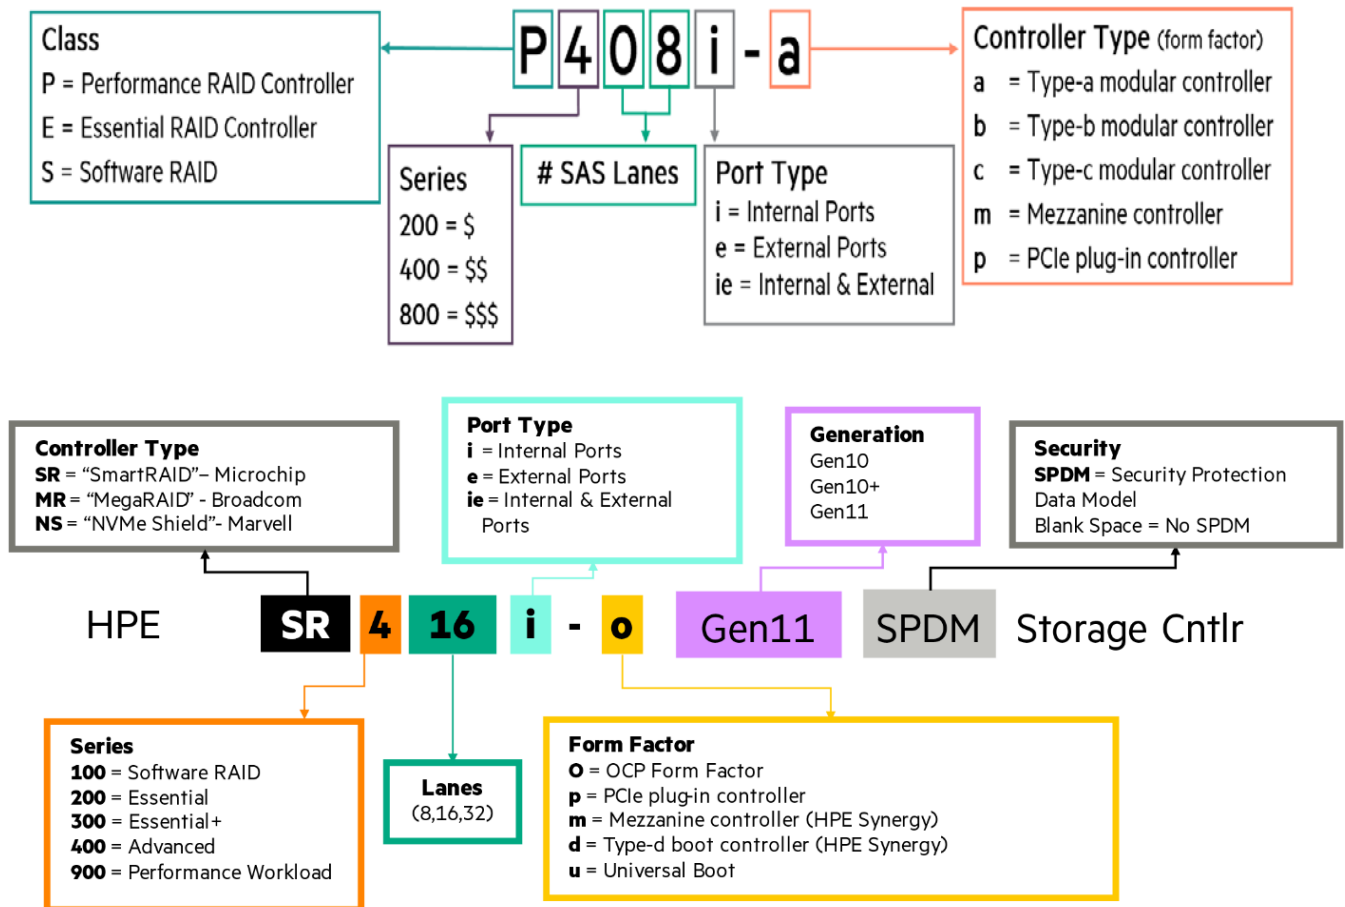 P408i-a
Class
P = Performance RAID Controller
E = Essential RAID Controller
S = Software RAID
Series
200 = $
400 = $$
800 = $$$
# SAS Lanes
Port Type
i = Internal Ports
e = External Ports
ie = Internal & External
Controller Type (form factor)
a = Type-a modular controller
b = Type-b modular controller
c = Type-c modular controller
m = Mezzanine controller
p = PCIe plug-in controller
Controller Type
SR = “SmartRAID”– Microchip
MR = “MegaRAID” - Broadcom
NS = “NVMe Shield”- Marvell
Port Type
i = Internal Ports
e = External Ports
ie = Internal & External
Ports
Generation
Gen10
Gen10+
Gen11
Security
SPDM = Security Protection
Data Model
Blank Space = No SPDM
HPE SR 4 16 i - o Gen11 SPDM Storage Cntlr
Series
100 = Software RAID
200 = Essential
300 = Essential+
400 = Advanced
900 = Performance Workload
Lanes
(8,16,32)
Form Factor
O = OCP Form Factor
p = PCIe plug-in controller
m = Mezzanine controller (HPE Synergy)
d = Type-d boot controller (HPE Synergy)
u = Universal Boot